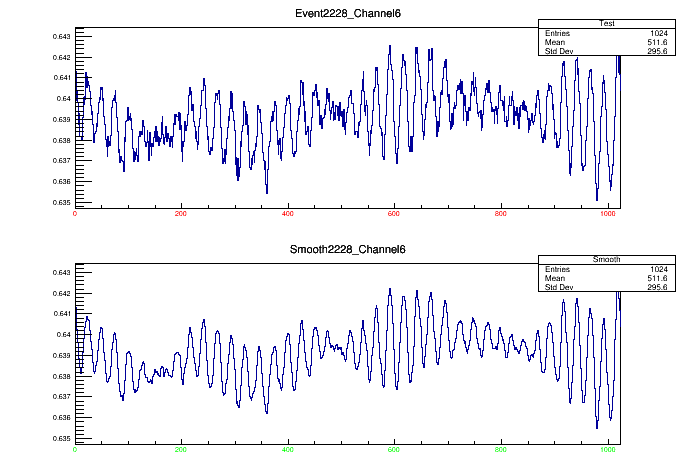 Event2228_Channel6
Test
Entries 1024
Mean 511.6
Std Dev 295.6
0.643
0.642
0.641
0.64
0.639
0.638
0.637
0.636
0.635
0 200 400 600 800 1000
Smooth2228_Channel6
Smooth
Entries 1024
Mean 511.6
Std Dev 295.6
0.643
0.642
0.641
0.64
0.639
0.638
0.637
0.636
0.635
0 200 400 600 800 1000